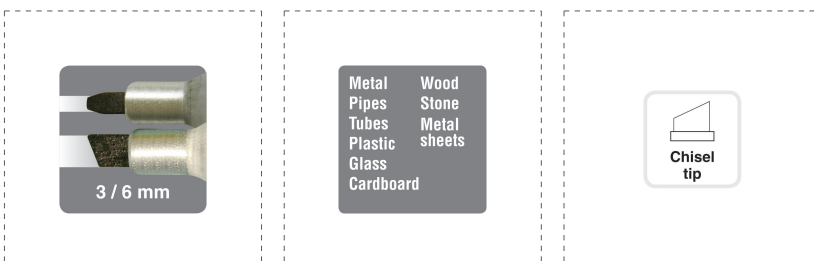 3 / 6 mm
Metal
Pipes
Tubes
Plastic
Glass
Cardboard
Wood
Stone
Metal
sheets
Chisel
tip